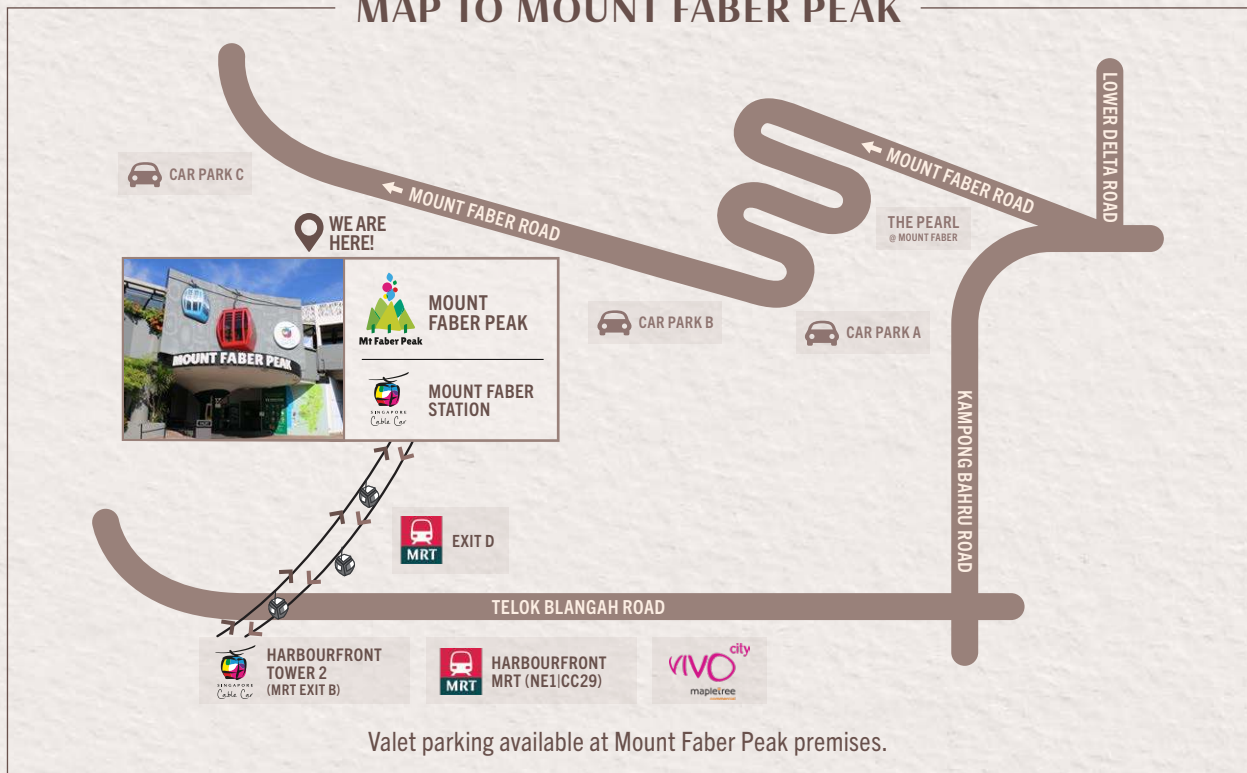 MAP TO MOUNT FABER PEAK
LOWER DELTA ROAD
MOUNT FABER ROAD
CAR PARK C
MOUNT FABER ROAD
THE PEARL
@ MOUNT FABER
WE ARE
HERE!
MOUNT FABER PEAK
Mt Faber Peak
MOUNT
FABER PEAK
CAR PARK B
CAR PARK A
SINGAPORE
Cable Car
MOUNT FABER
STATION
KAMPONG BAHRU ROAD
MRT
EXIT D
TELOK BLANGAH ROAD
SINGAPORE
Cable Car
HARBOURFRONT
TOWER 2
(MRT EXIT B)
MRT
HARBOURFRONT
MRT (NE1|CC29)
VIVO city
mapletree
Valet parking available at Mount Faber Peak premises.